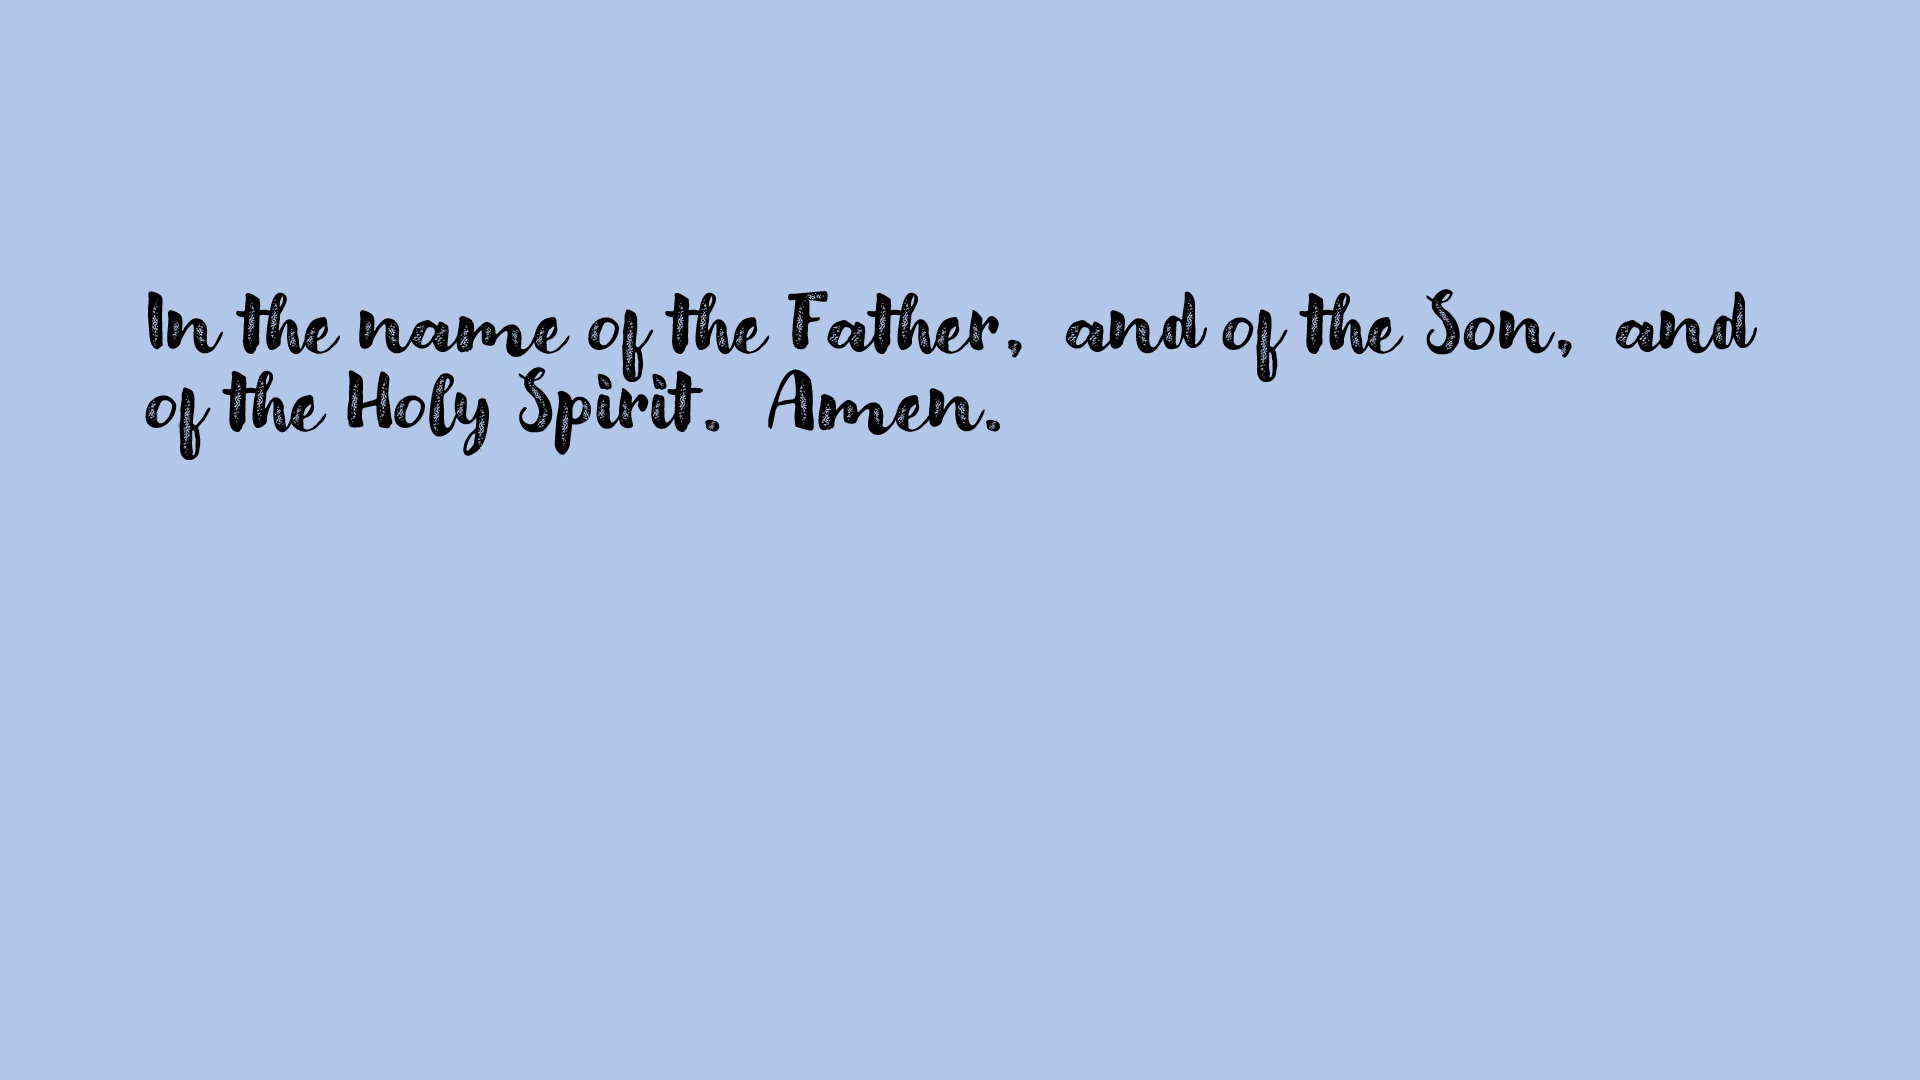 In the name of the Father, and of the Son, and
of the Holy Spirit. Amen.